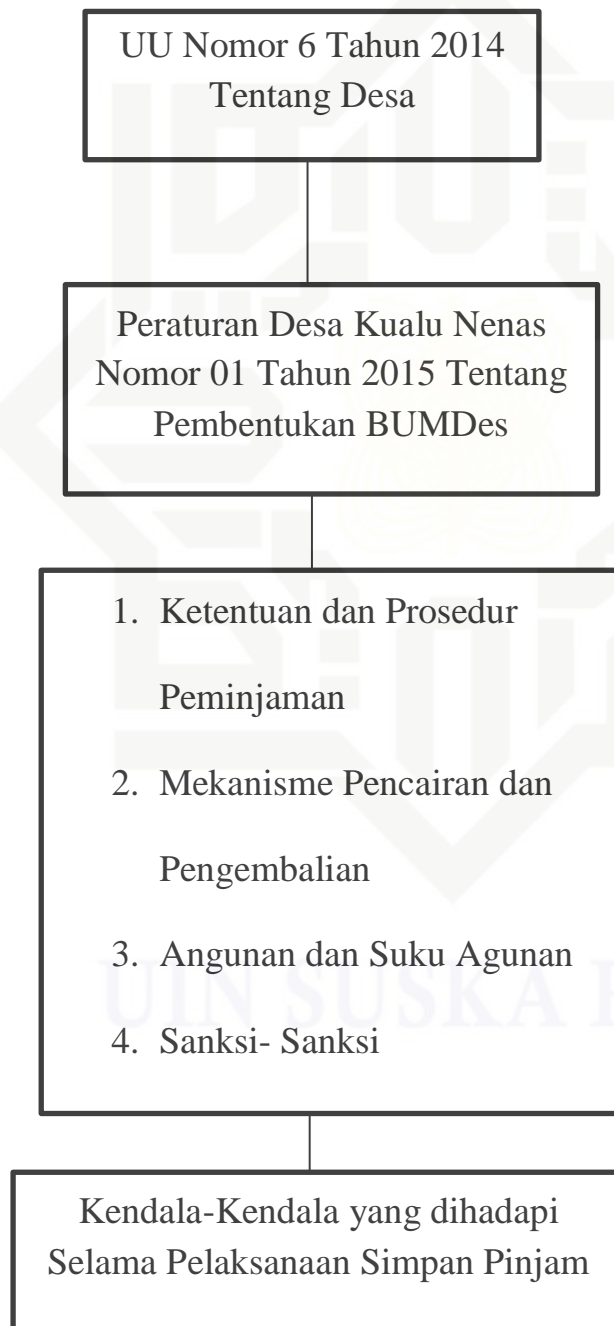 UU Nomor 6 Tahun 2014
Tentang Desa
Peraturan Desa Kualu Nenas
Nomor 01 Tahun 2015 Tentang
Pembentukan BUMDes
1. Ketentuan dan Prosedur
Peminjaman
2. Mekanisme Pencairan dan
Pengembalian
3. Angunan dan Suku Agunan
UIN SUSKA
4. Sanksi- Sanksi
Kendala-Kendala yang dihadapi
Selama Pelaksanaan Simpan Pinjam